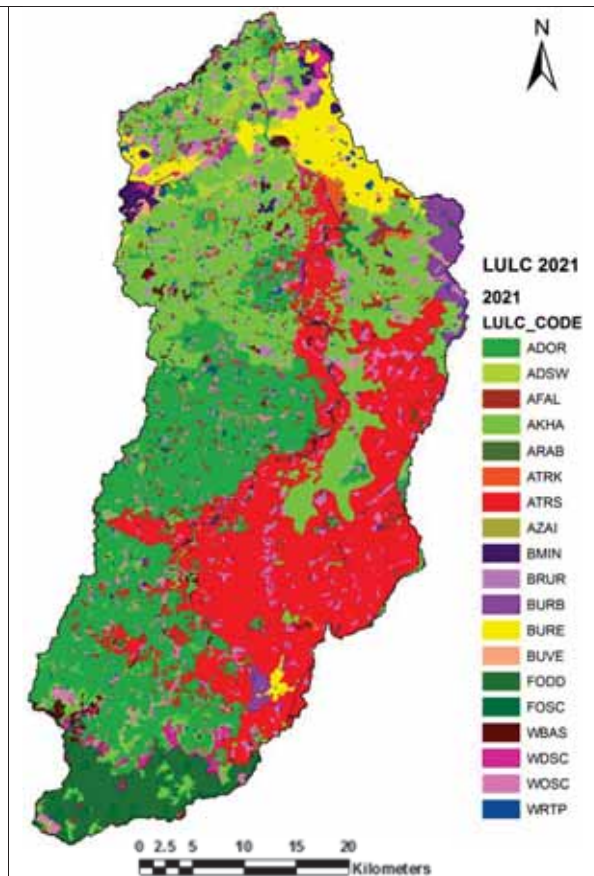 N
LULC 2021
2021
LULC_CODE
ADOR
ADSW
AFAL
AKHA
ARAB
ATRK
ATRS
AZAI
BMIN
BRUR
BURB
BURE
BUVE
FODD
FOSC
WBAS
WDSC
WOSC
WRTP
0 2.5 5 10 15 20
Kilometers